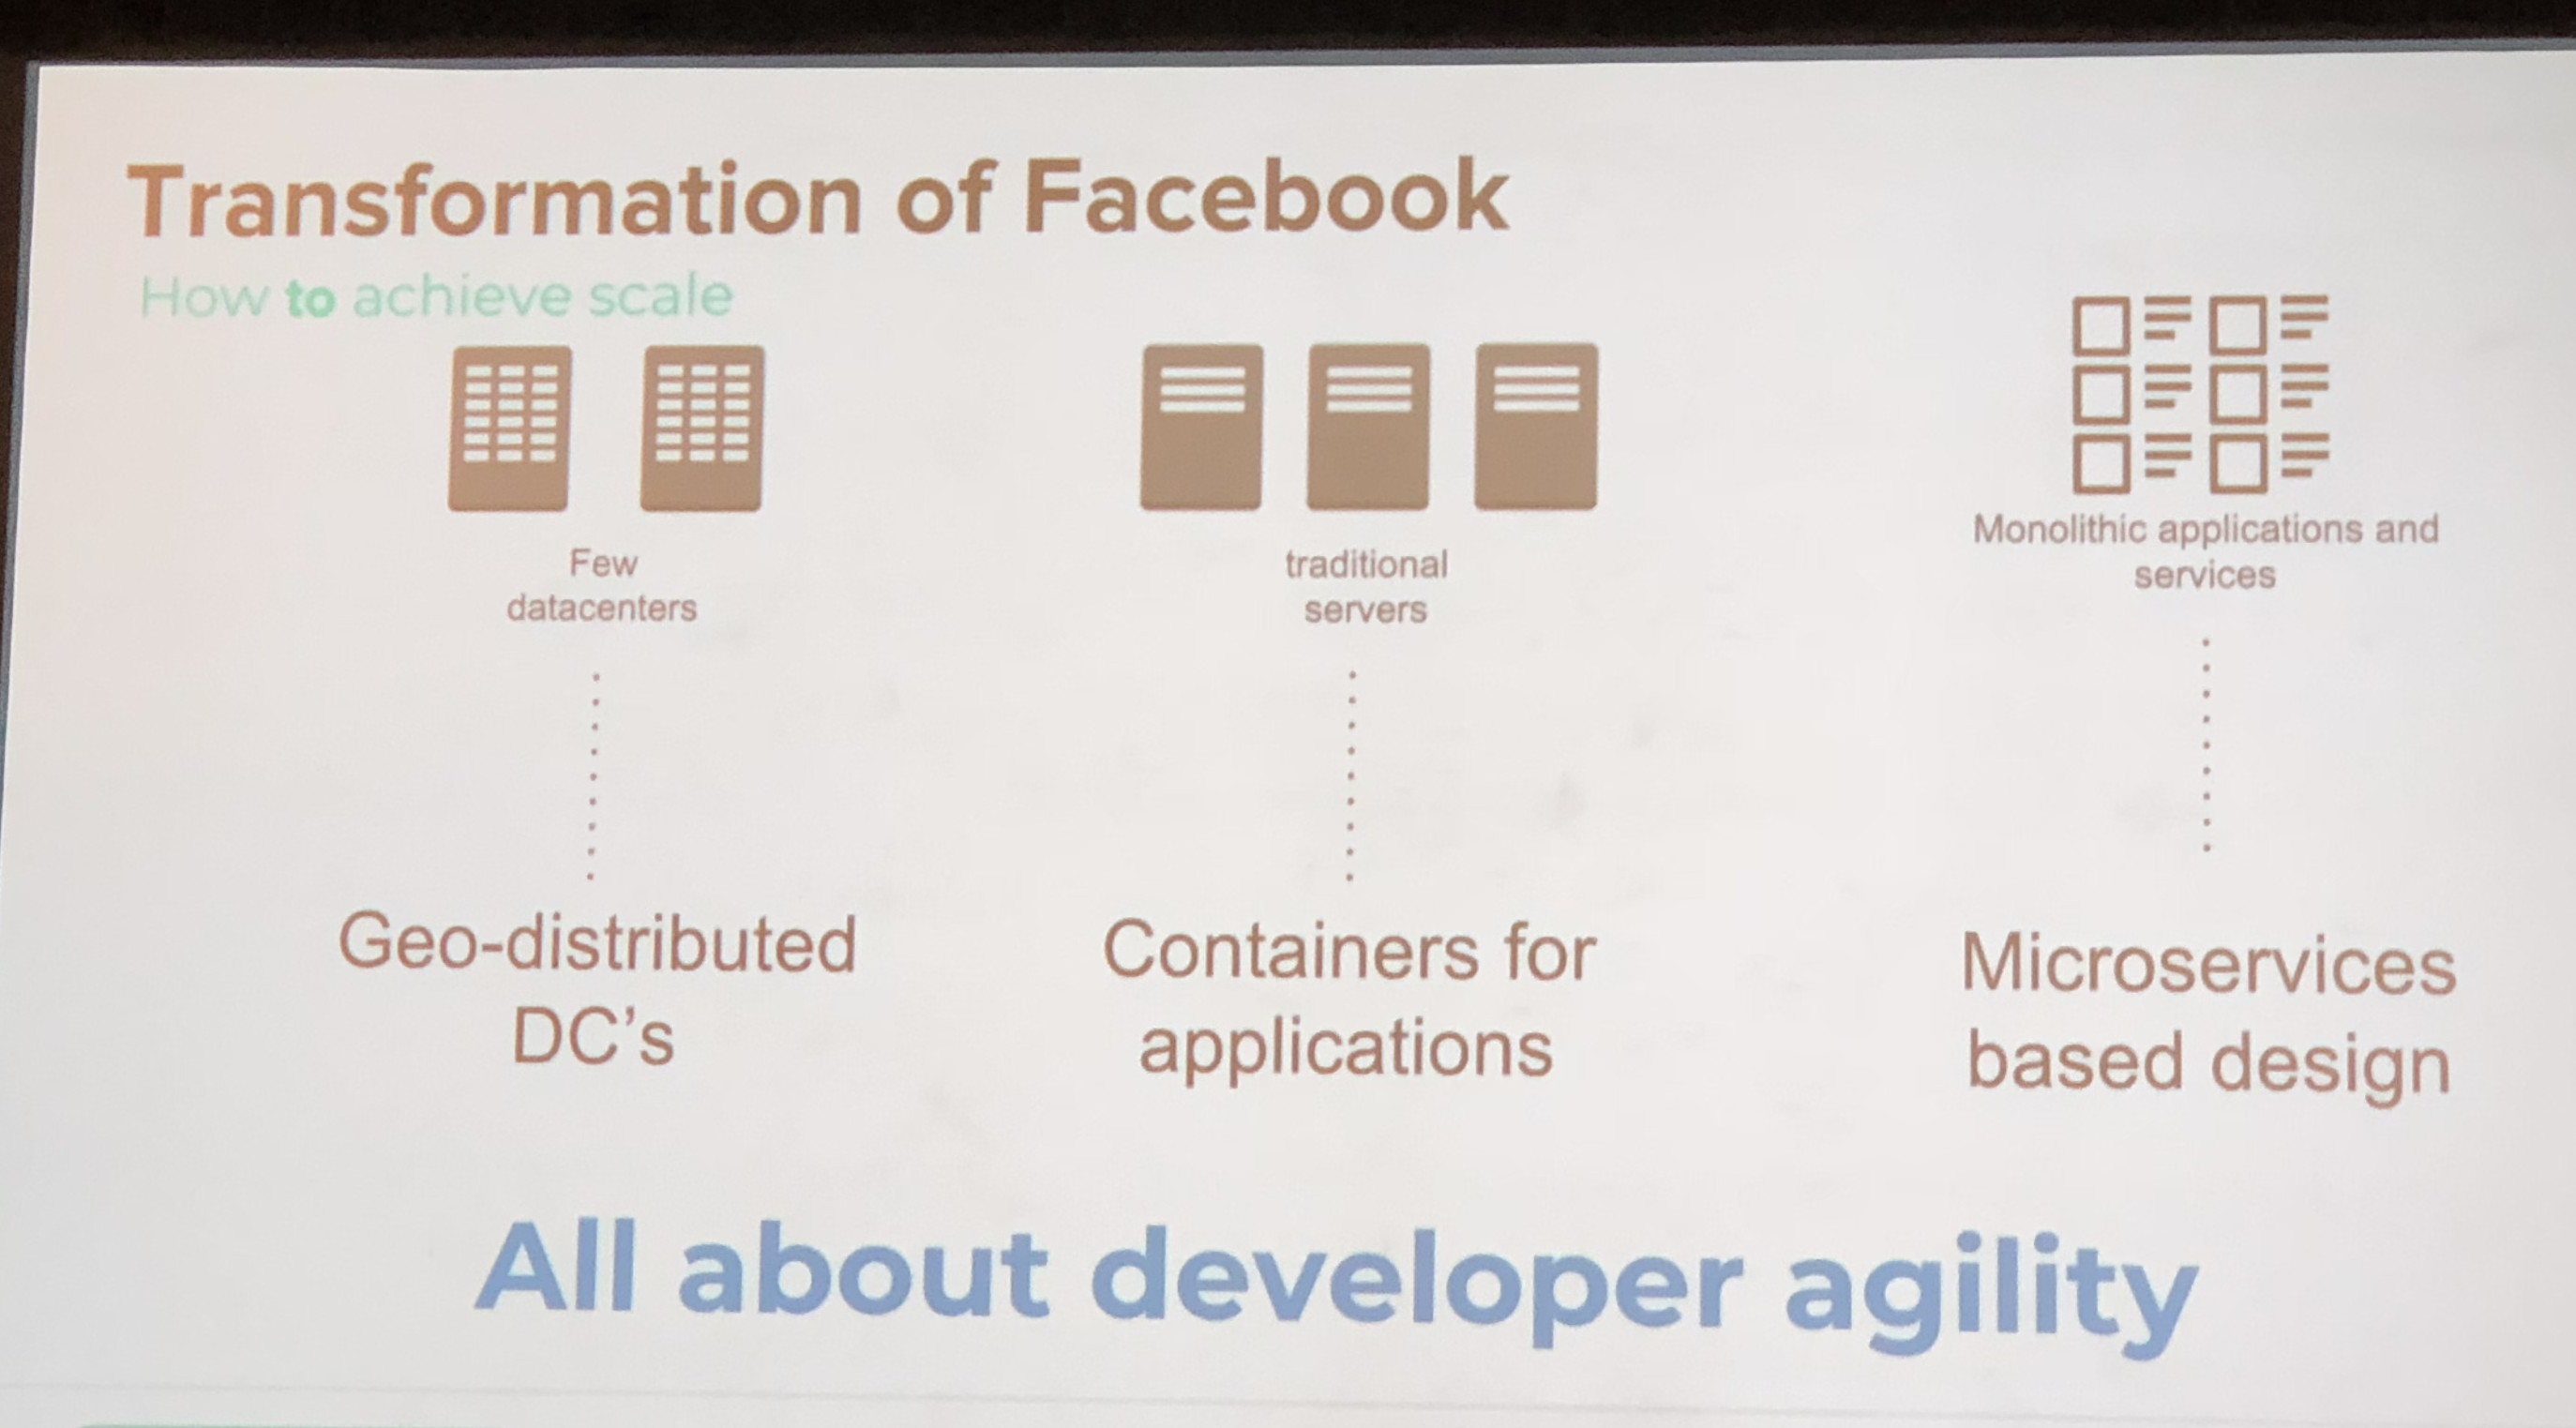 Transformation of Facebook
How to achieve scale
Few
datacenters
traditional
servers
Monolithic applications and
services
Geo-distributed
DC's
Containers for
applications
Microservices
based design
All about developer agility